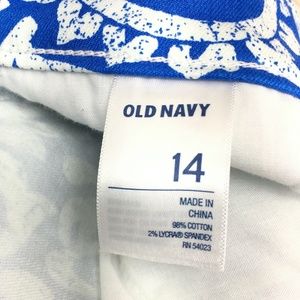 OLD NAVY
14
MADE IN
CHINA
98% COTTON
2% LYCRA® SPANDEX
RN 54023